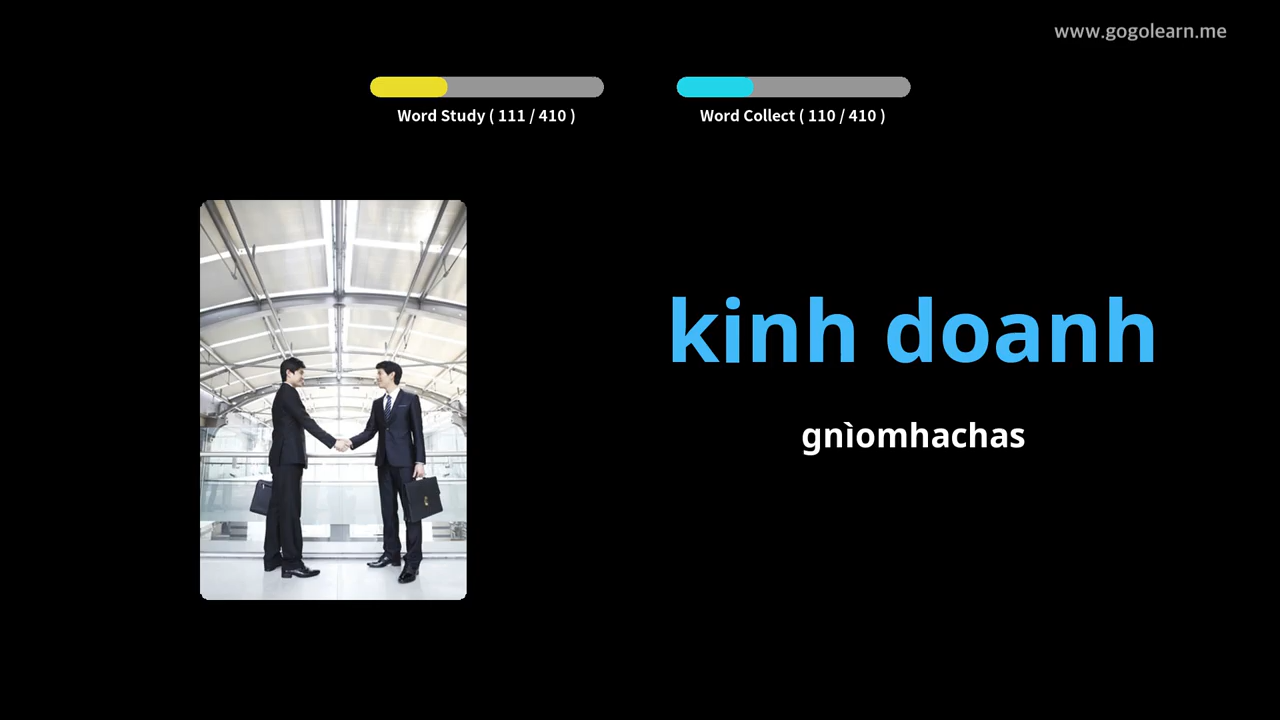 www.gogolearn.me
Word Study ( 111 / 410 )
Word Collect ( 110 / 410 )
kinh doanh
gnìomhachas